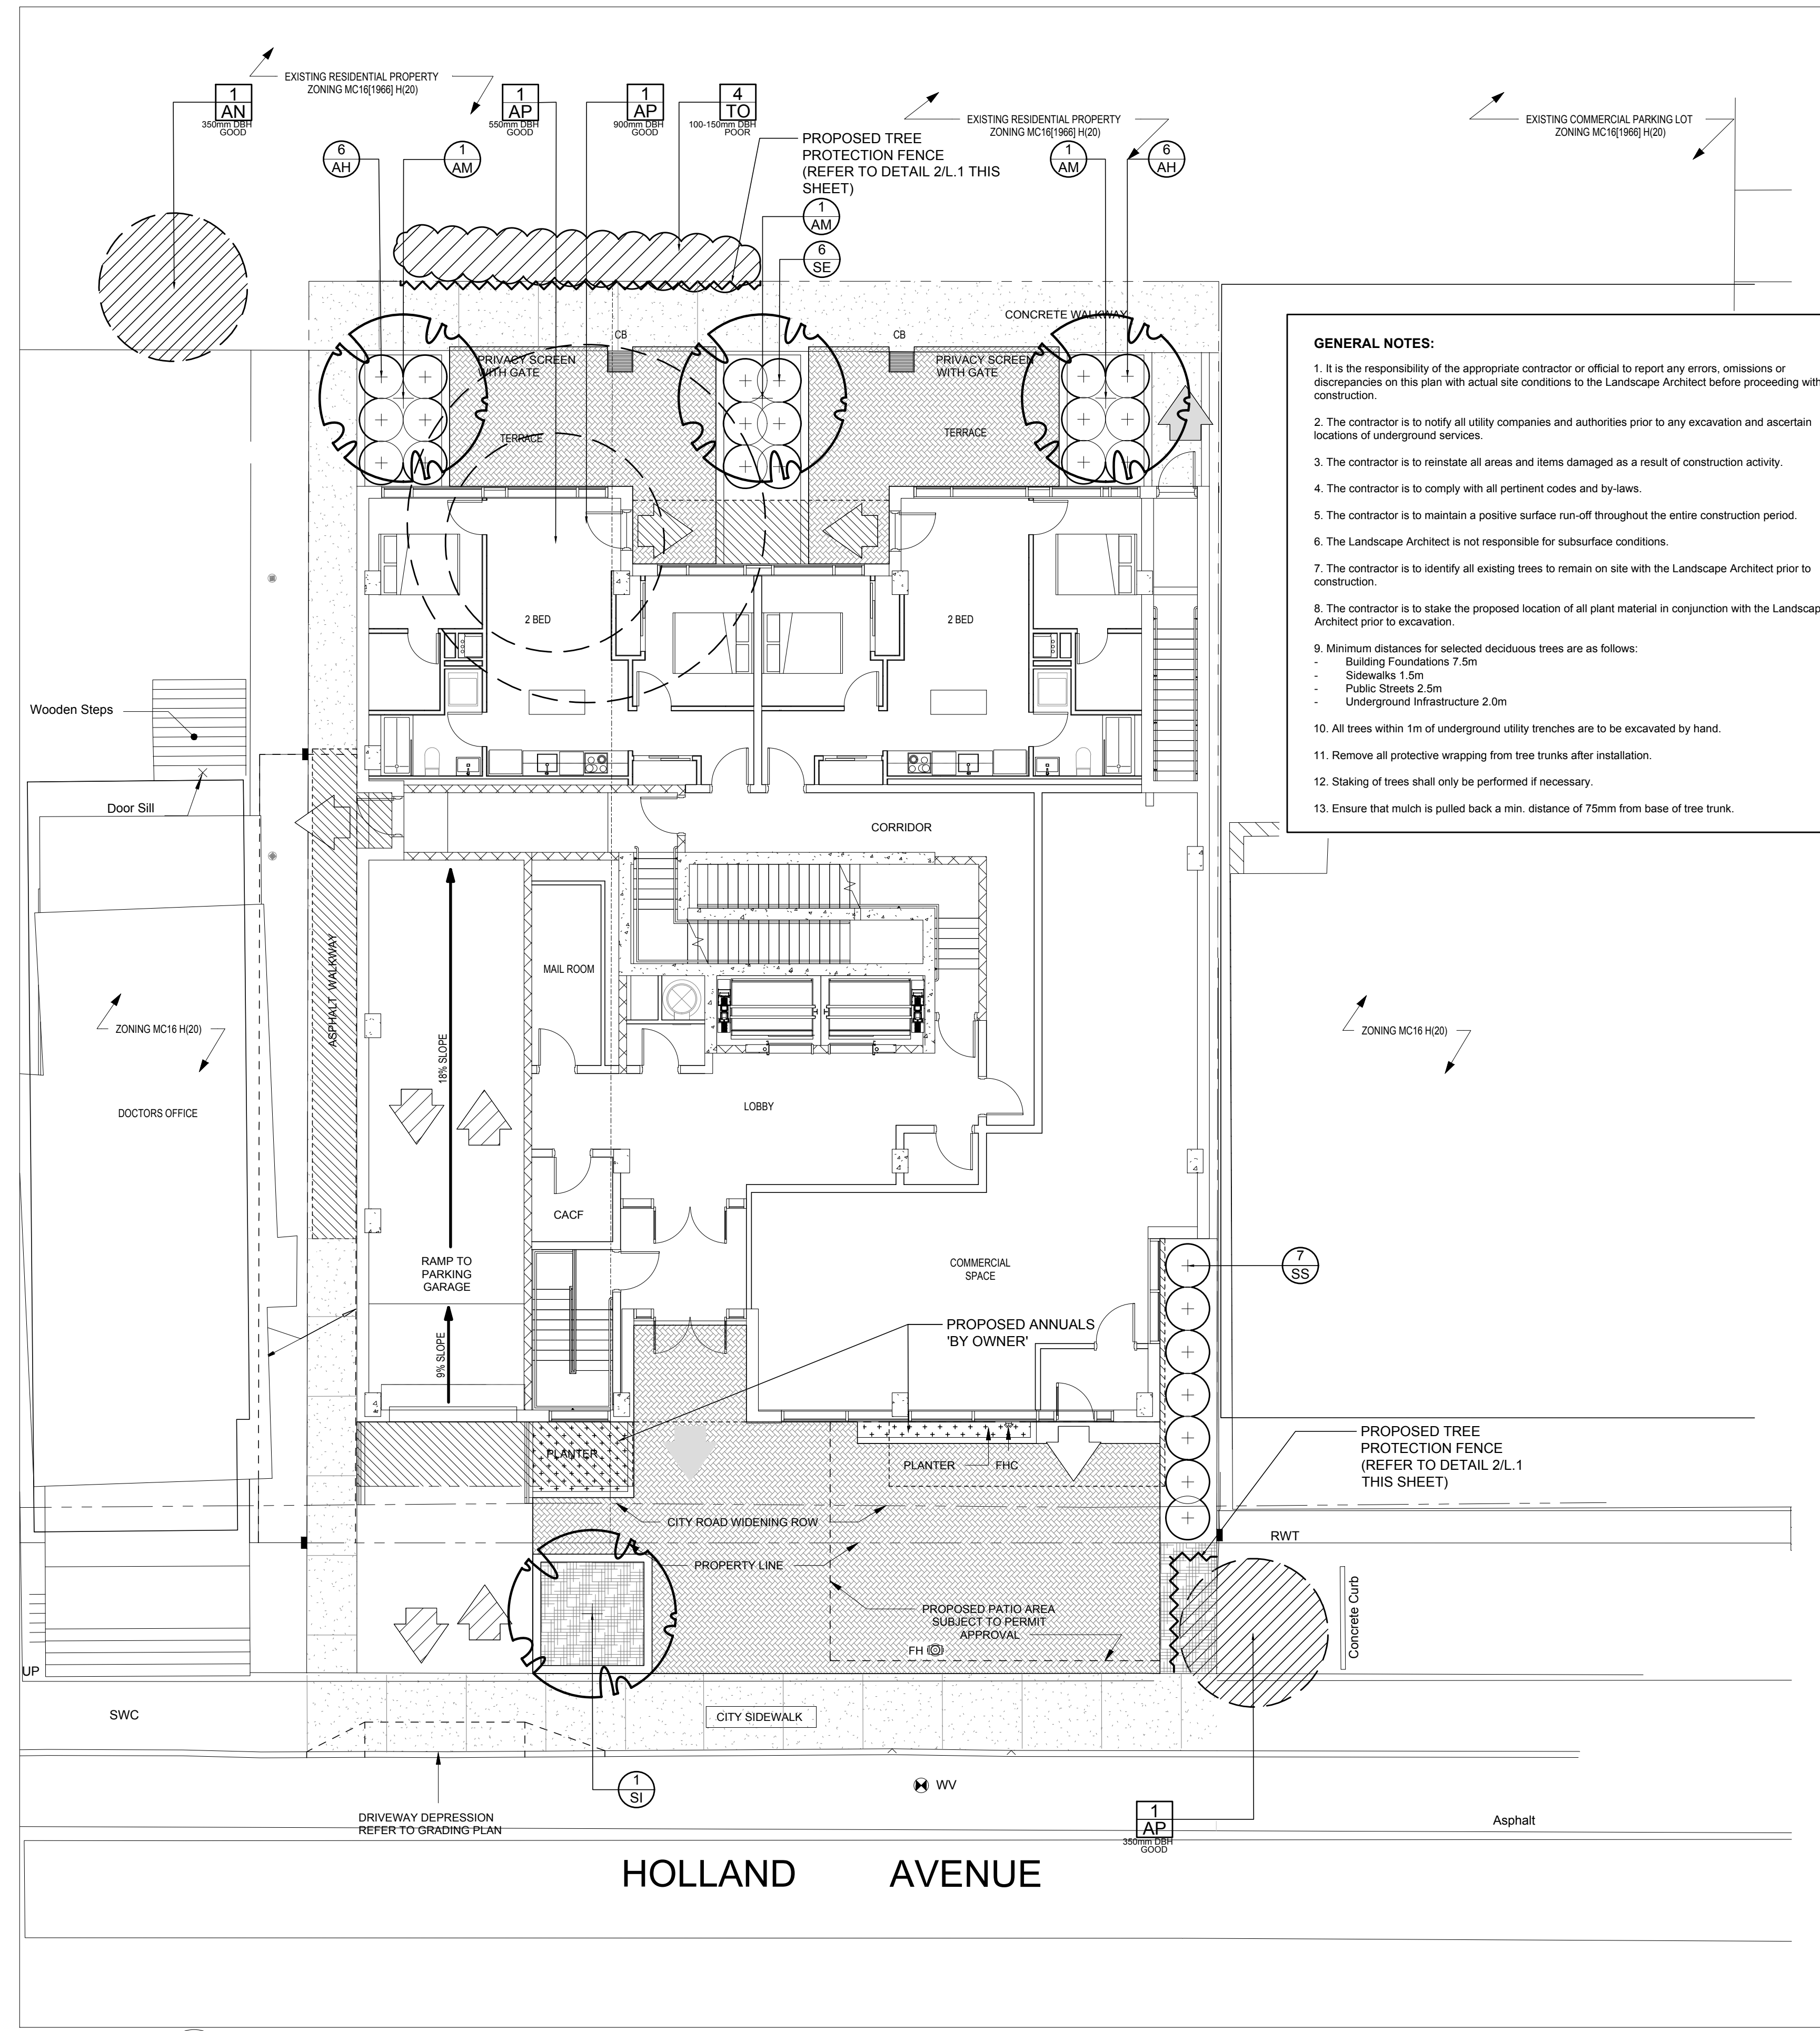 EXISTING RESIDENTIAL PROPERTY
ZONING MC16[1966] H(20)
1
AN
350mm DBH
GOOD
1
AP
550mm DBH
GOOD
1
AP
900mm DBH
GOOD
4
TO
100-150mm DBH
POOR
EXISTING RESIDENTIAL PROPERTY
ZONING MC16[1966] H(20)
EXISTING COMMERCIAL PARKING LOT
ZONING MC16[1966] H(20)
PROPOSED TREE
PROTECTION FENCE
(REFER TO DETAIL 2/L.1 THIS
SHEET)
6
AH
1
AM
1
AM
6
AH
1
AM
6
SE
CONCRETE WALKWAY
CB
CB
PRIVACY SCREEN
WITH GATE
PRIVACY SCREEN
WITH GATE
TERRACE
TERRACE
GENERAL NOTES:
1. It is the responsibility of the appropriate contractor or official to report any errors, omissions or
discrepancies on this plan with actual site conditions to the Landscape Architect before proceeding with
construction.
2. The contractor is to notify all utility companies and authorities prior to any excavation and ascertain
locations of underground services.
3. The contractor is to reinstate all areas and items damaged as a result of construction activity.
4. The contractor is to comply with all pertinent codes and by-laws.
5. The contractor is to maintain a positive surface run-off throughout the entire construction period.
6. The Landscape Architect is not responsible for subsurface conditions.
7. The contractor is to identify all existing trees to remain on site with the Landscape Architect prior to
construction.
8. The contractor is to stake the proposed location of all plant material in conjunction with the Landscap
Architect prior to excavation.
9. Minimum distances for selected deciduous trees are as follows:
- Building Foundations 7.5m
- Sidewalks 1.5m
- Public Streets 2.5m
- Underground Infrastructure 2.0m
10. All trees within 1m of underground utility trenches are to be excavated by hand.
11. Remove all protective wrapping from tree trunks after installation.
12. Staking of trees shall only be performed if necessary.
13. Ensure that mulch is pulled back a min. distance of 75mm from base of tree trunk.
2 BED
2 BED
Wooden Steps
Door Sill
CORRIDOR
ASPHALT WALKWAY
MAIL ROOM
ZONING MC16 H(20)
ZONING MC16 H(20)
18% SLOPE
DOCTORS OFFICE
LOBBY
CACF
RAMP TO
PARKING
GARAGE
COMMERCIAL
SPACE
7
SS
9% SLOPE
PROPOSED ANNUALS
'BY OWNER'
PLANTER
PLANTER
FHC
PROPOSED TREE
PROTECTION FENCE
(REFER TO DETAIL 2/L.1
THIS SHEET)
CITY ROAD WIDENING ROW
RWT
PROPERTY LINE
PROPOSED PATIO AREA
SUBJECT TO PERMIT
APPROVAL
FH
Concrete Curb
UP
SWC
CITY SIDEWALK
1
SI
WV
DRIVEWAY DEPRESSION
REFER TO GRADING PLAN
1
AP
350mm DBH
GOOD
Asphalt
HOLLAND AVENUE